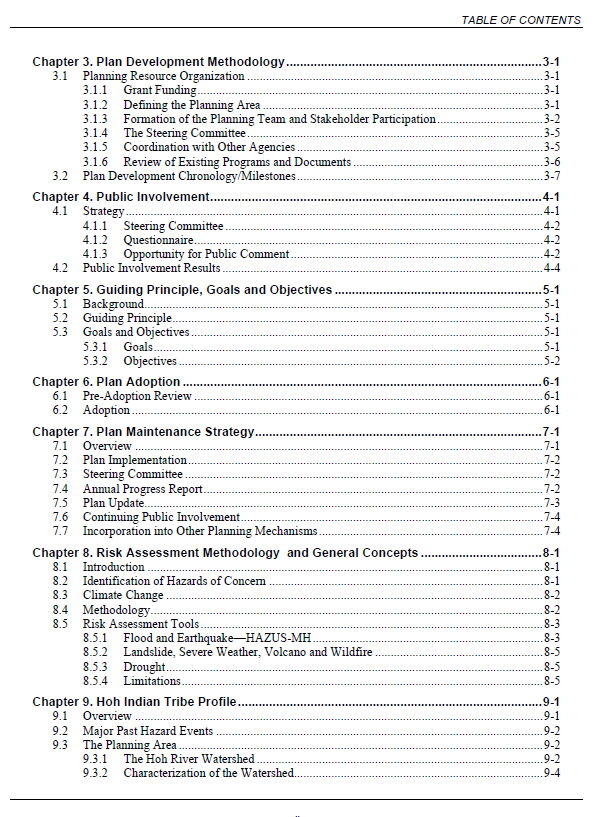 TABLE OF CONTENTS
Chapter 3. Plan Development Methodology........................................................................3-1
3.1 Planning Resource Organization........................................................................3-1
3.1.1 Grant Funding........................................................................3-1
3.1.2 Defining the Planning Area........................................................................3-1
3.1.3 Formation of the Planning Team and Stakeholder Participation........................................................................3-2
3.1.4 The Steering Committee........................................................................3-5
3.1.5 Coordination with Other Agencies........................................................................3-5
3.1.6 Review of Existing Programs and Documents........................................................................3-6
3.2 Plan Development Chronology/Milestones........................................................................3-7
Chapter 4. Public Involvement........................................................................4-1
4.1 Strategy........................................................................4-1
4.1.1 Steering Committee........................................................................4-2
4.1.2 Questionnaire........................................................................4-2
4.1.3 Opportunity for Public Comment........................................................................4-2
4.2 Public Involvement Results........................................................................4-4
Chapter 5. Guiding Principle, Goals and Objectives........................................................................5-1
5.1 Background........................................................................5-1
5.2 Guiding Principle........................................................................5-1
5.3 Goals and Objectives........................................................................5-1
5.3.1 Goals........................................................................5-1
5.3.2 Objectives........................................................................5-2
Chapter 6. Plan Adoption........................................................................6-1
6.1 Pre-Adoption Review........................................................................6-1
6.2 Adoption........................................................................6-1
Chapter 7. Plan Maintenance Strategy........................................................................7-1
7.1 Overview........................................................................7-1
7.2 Plan Implementation........................................................................7-2
7.3 Steering Committee........................................................................7-2
7.4 Annual Progress Report........................................................................7-2
7.5 Plan Update........................................................................7-3
7.6 Continuing Public Involvement........................................................................7-4
7.7 Incorporation into Other Planning Mechanisms........................................................................7-4
Chapter 8. Risk Assessment Methodology and General Concepts........................................................................8-1
8.1 Introduction........................................................................8-1
8.2 Identification of Hazards of Concern........................................................................8-1
8.3 Climate Change........................................................................8-2
8.4 Methodology........................................................................8-2
8.5 Risk Assessment Tools........................................................................8-3
8.5.1 Flood and Earthquake—HAZUS-MH........................................................................8-3
8.5.2 Landslide, Severe Weather, Volcano and Wildfire........................................................................8-5
8.5.3 Drought........................................................................8-5
8.5.4 Limitations........................................................................8-5
Chapter 9. Hoh Indian Tribe Profile........................................................................9-1
9.1 Overview........................................................................9-1
9.2 Major Past Hazard Events........................................................................9-2
9.3 The Planning Area........................................................................9-2
9.3.1 The Hoh River Watershed........................................................................9-2
9.3.2 Characterization of the Watershed........................................................................9-4